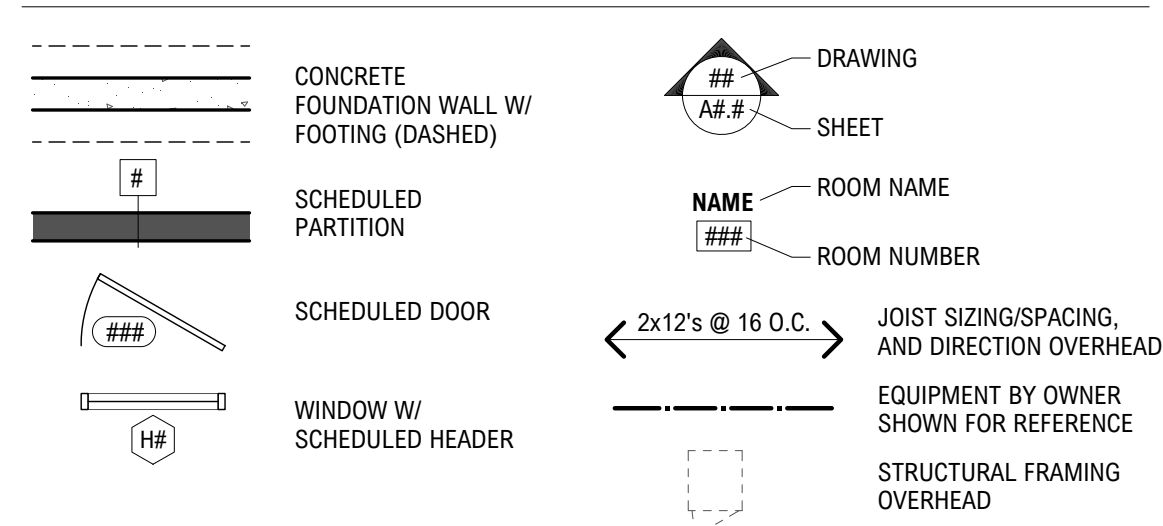 CONCRETE
FOUNDATION WALL W/
FOOTING (DASHED)
#
SCHEDULED
PARTITION
###
SCHEDULED DOOR
WINDOW W/
SCHEDULED HEADER
H#
##
A#.#
DRAWING
SHEET
NAME
###
ROOM NAME
ROOM NUMBER
2x12's @ 16 O.C.
JOIST SIZING/SPACING,
AND DIRECTION OVERHEAD
EQUIPMENT BY OWNER
SHOWN FOR REFERENCE
STRUCTURAL FRAMING
OVERHEAD